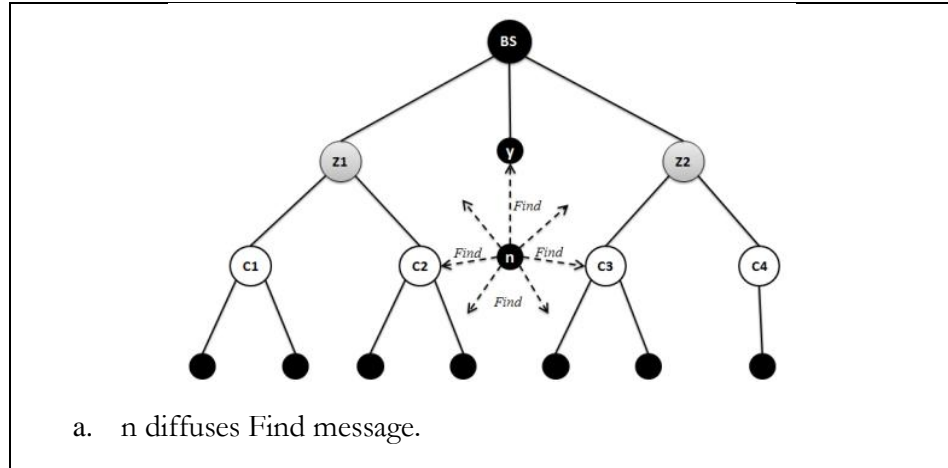 BS
Z1
y
Z2
Find
C1
C2
Find
n
Find
C3
C4
Find
a. n diffuses Find message.